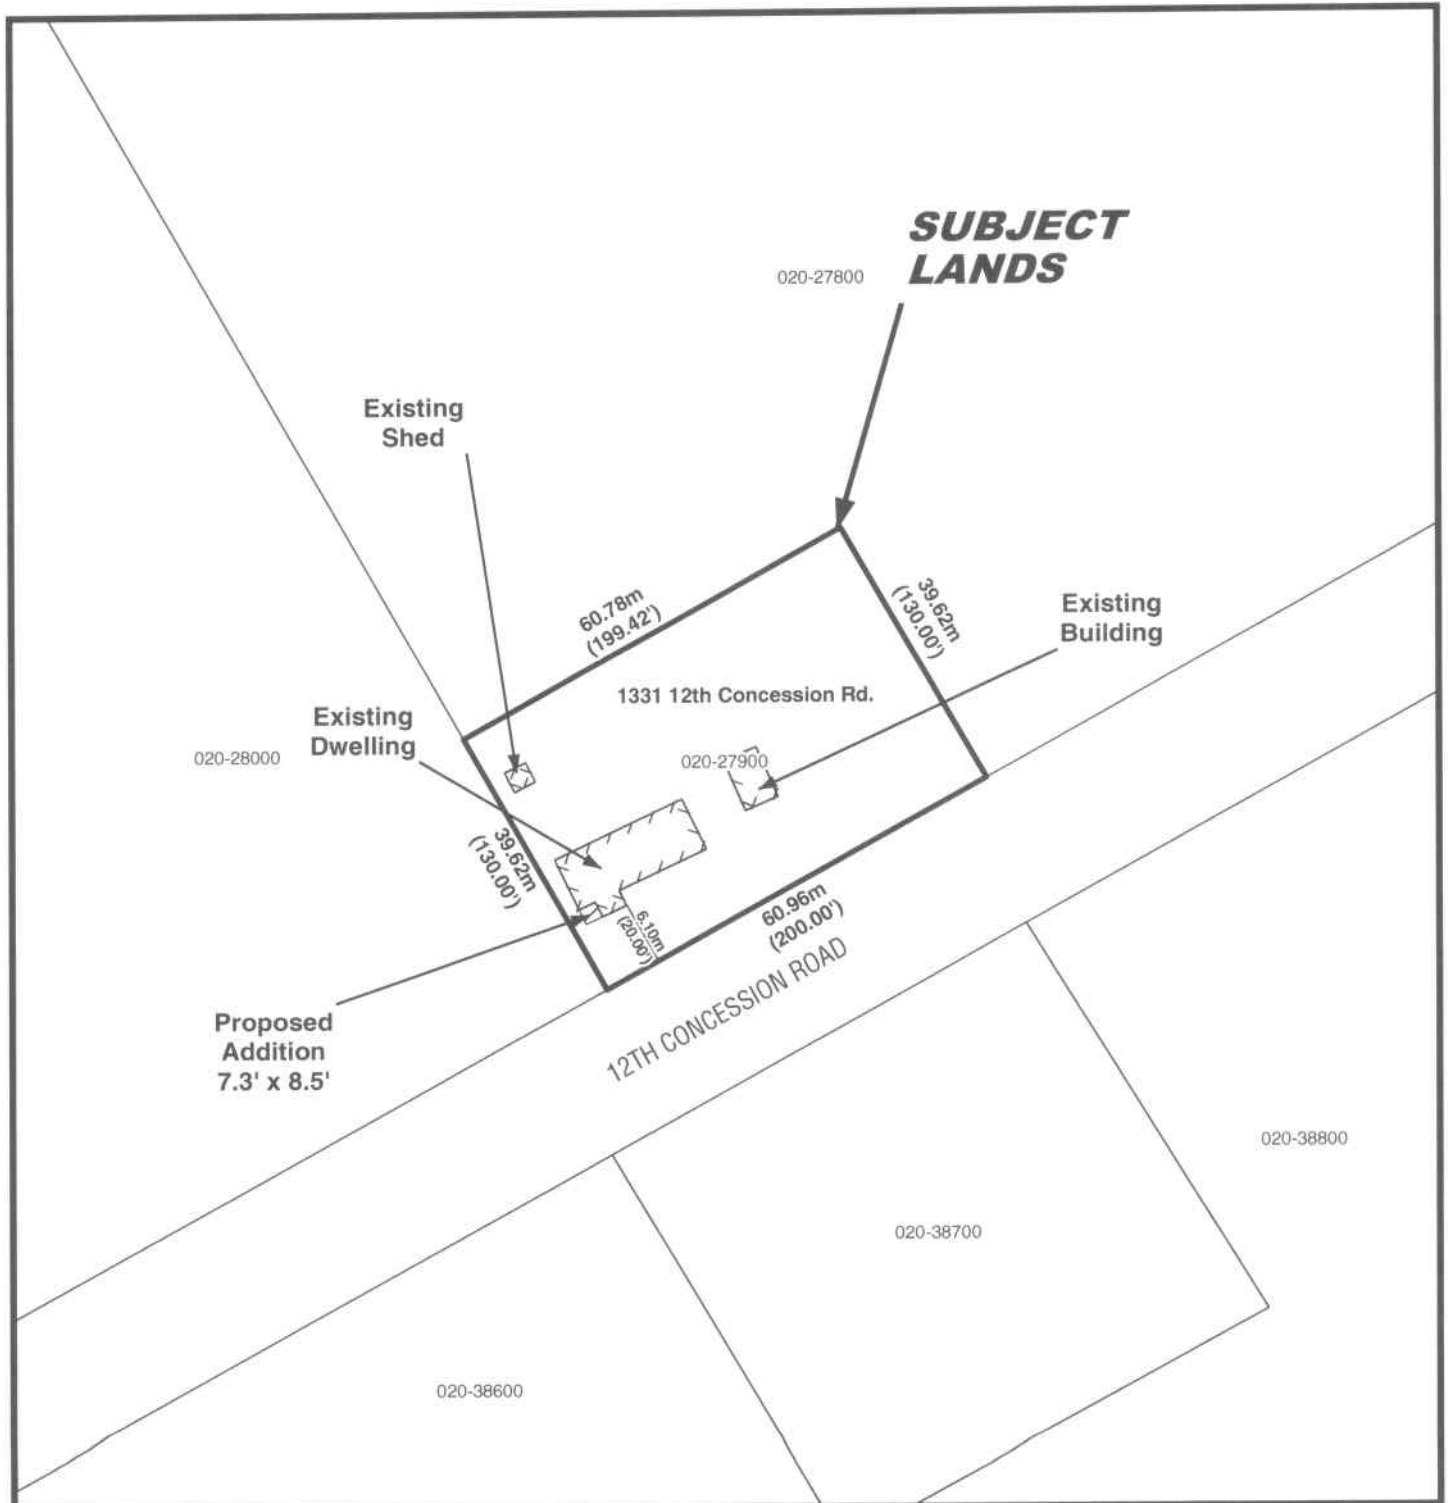 SUBJECT
LANDS
020-27800
Existing
Shed
60.78m
(199.42')
39.62m
(130.00')
Existing
Building
1331 12th Concession Rd.
Existing
Dwelling
020-28000
020-27900
39.62m
(130.00')
6.10m
(20.00')
60.96m
(200.00')
12TH CONCESSION ROAD
Proposed
Addition
7.3' x 8.5'
020-38800
020-38700
020-38600